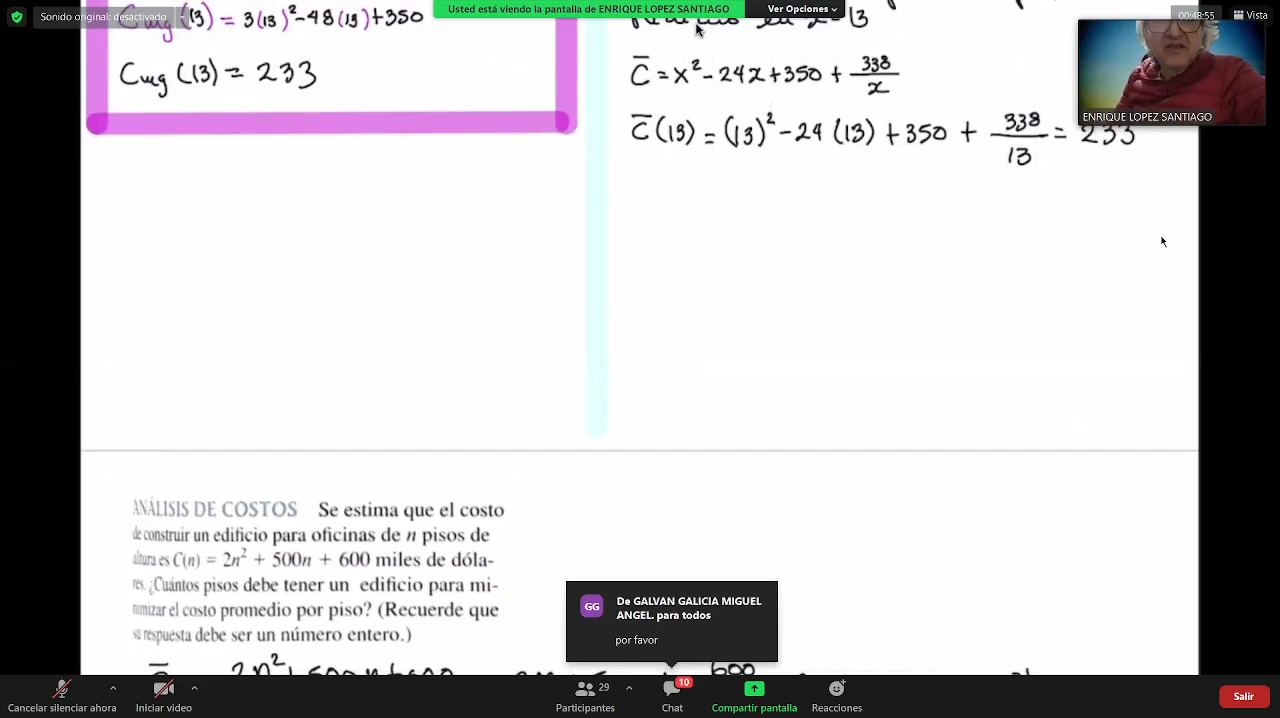 Sonido original: desactivado
Usted está viendo la pantalla de ENRIQUE LOPEZ SANTIAGO
Ver Opciones
00:48:55
Vista
Cmg (13) = 3(13)²-48(13)+350
Cmg (13) = 233
C̅ = x² - 24x + 350 + 338/x
C̅ (13) = (13)² - 24 (13) + 350 + 338/13 = 233
ENRIQUE LOPEZ SANTIAGO
ANÁLISIS DE COSTOS Se estima que el costo
de construir un edificio para oficinas de n pisos de
altura es C(n) = 2n² + 500n + 600 miles de dóla-
res. ¿Cuántos pisos debe tener un edificio para mi-
nimizar el costo promedio por piso? (Recuerde que
su respuesta debe ser un número entero.)
GG
De GALVAN GALICIA MIGUEL
ANGEL. para todos
por favor
Cancelar silenciar ahora
Iniciar video
29
Participantes
10
Chat
Compartir pantalla
Reacciones
Salir